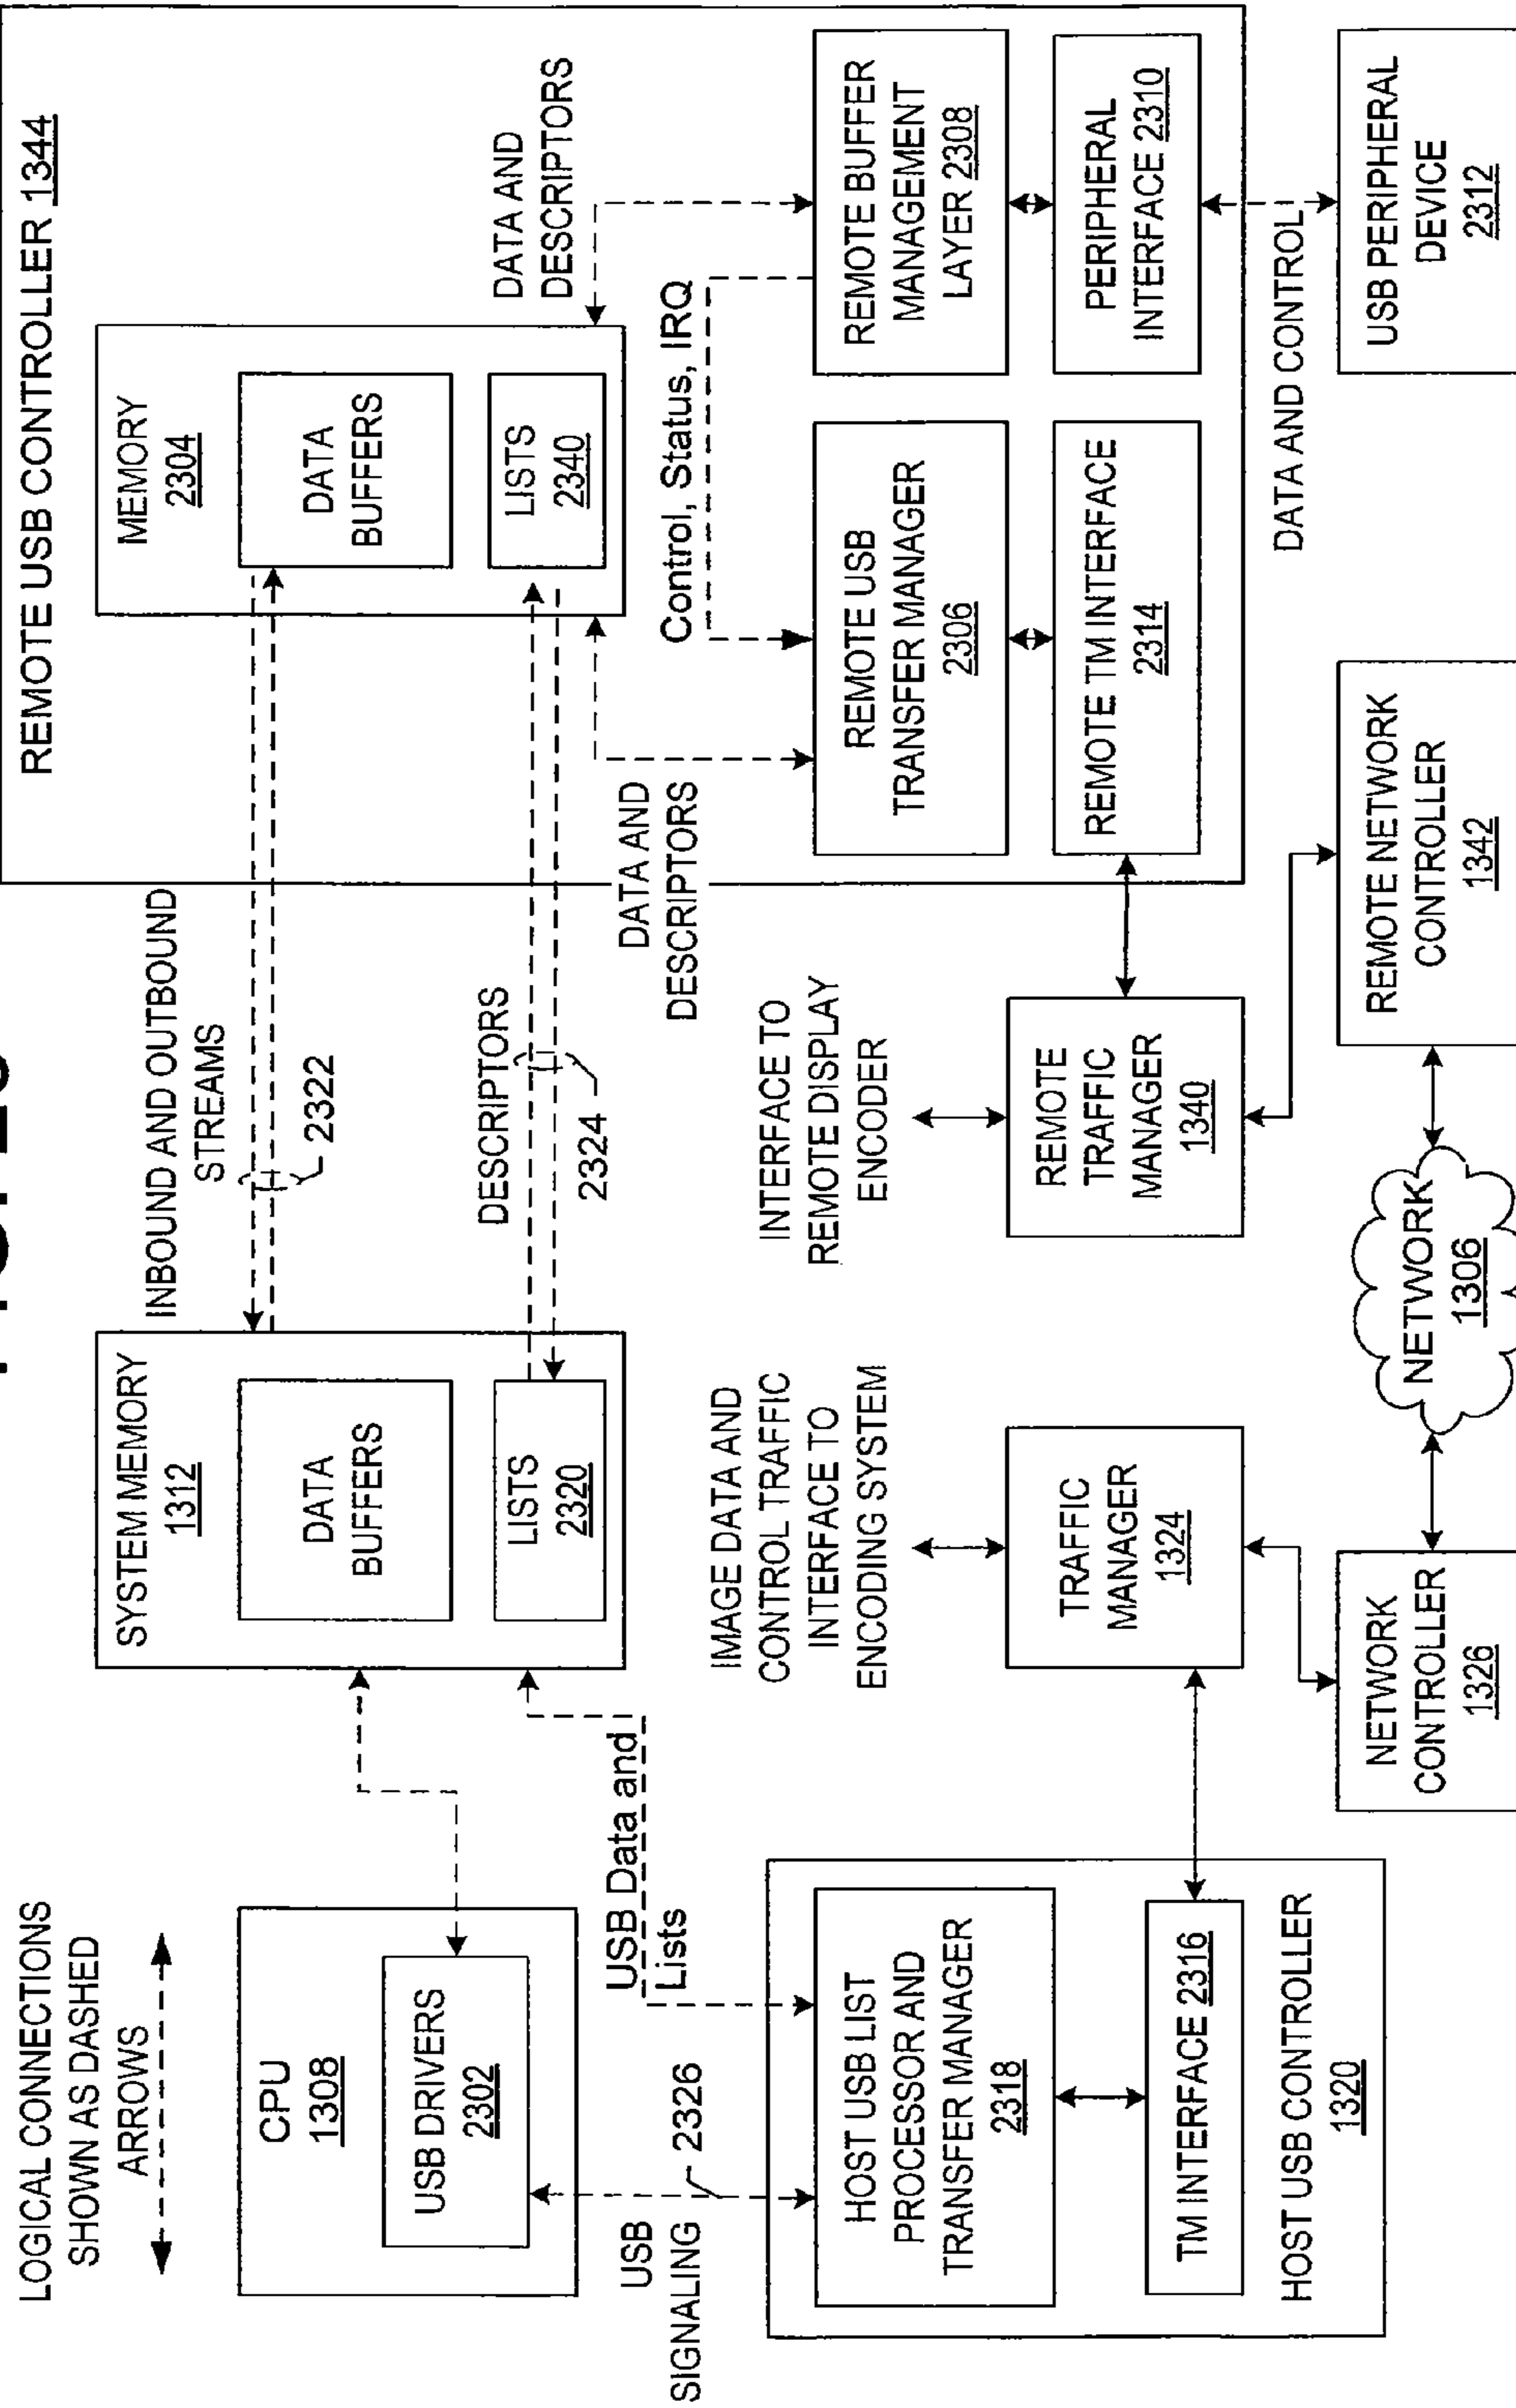 LOGICAL CONNECTIONS
SHOWN AS DASHED
ARROWS
CPU
1308
USB DRIVERS
2302
USB
SIGNALING
2326
USB Data and
Lists
HOST USB LIST
PROCESSOR AND
TRANSFER MANAGER
2318
TM INTERFACE 2316
HOST USB CONTROLLER
1320
SYSTEM MEMORY
1312
DATA
BUFFERS
LISTS
2320
IMAGE DATA AND
CONTROL TRAFFIC
INTERFACE TO
ENCODING SYSTEM
TRAFFIC
MANAGER
1324
NETWORK
CONTROLLER
1326
INBOUND AND OUTBOUND
STREAMS
2322
DESCRIPTORS
2324
INTERFACE TO
REMOTE DISPLAY
ENCODER
REMOTE
TRAFFIC
MANAGER
1340
NETWORK
1306
REMOTE NETWORK
CONTROLLER
1342
REMOTE USB CONTROLLER 1344
MEMORY
2304
DATA
BUFFERS
LISTS
2340
DATA AND
DESCRIPTORS
DATA AND
DESCRIPTORS
Control, Status, IRQ
REMOTE USB
TRANSFER MANAGER
2306
REMOTE TM INTERFACE
2314
REMOTE BUFFER
MANAGEMENT
LAYER 2308
PERIPHERAL
INTERFACE 2310
DATA AND CONTROL
USB PERIPHERAL
DEVICE
2312